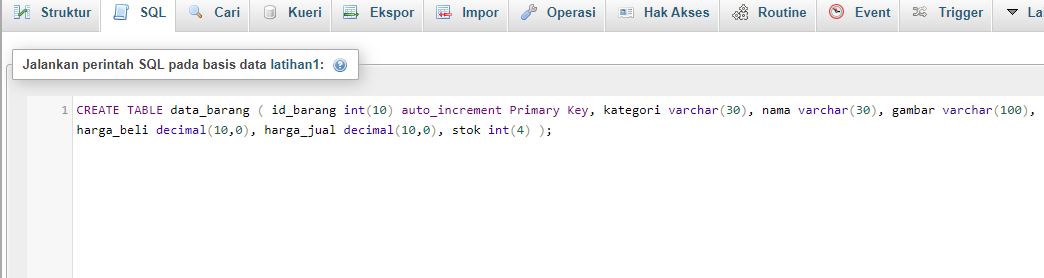 Struktur SQL Cari Kueri Ekspor Impor Operasi Hak Akses Routine Event Trigger
Jalankan perintah SQL pada basis data latihan1:
1 CREATE TABLE data_barang ( id_barang int(10) auto_increment Primary Key, kategori varchar(30), nama varchar(30), gambar varchar(100),
harga_beli decimal(10,0), harga_jual decimal(10,0), stok int(4) );